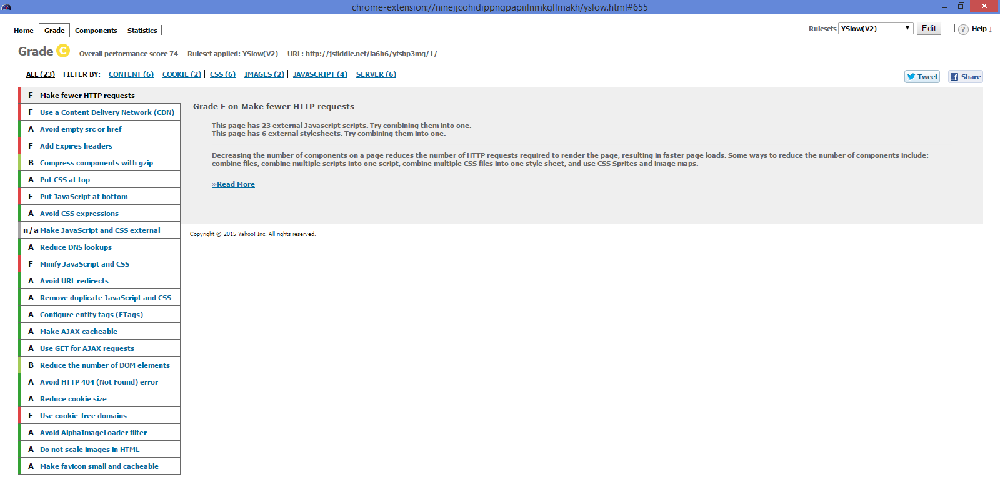 chrome-extension://ninejjcohidippngpapiilnmkgllmakh/yslow.html#655
Home Grade Components Statistics Rulesets YSlow(V2) Edit ? Help ↓
Grade C Overall performance score 74 Ruleset applied: YSlow(V2) URL: http://jsfiddle.net/la6h6/yfsbp3mq/1/
ALL (23) FILTER BY: CONTENT (6) COOKIE (2) CSS (6) IMAGES (2) JAVASCRIPT (4) SERVER (6)
Tweet Share
F Make fewer HTTP requests
F Use a Content Delivery Network (CDN)
A Avoid empty src or href
F Add Expires headers
B Compress components with gzip
A Put CSS at top
F Put JavaScript at bottom
A Avoid CSS expressions
n/a Make JavaScript and CSS external
A Reduce DNS lookups
F Minify JavaScript and CSS
A Avoid URL redirects
A Remove duplicate JavaScript and CSS
A Configure entity tags (ETags)
A Make AJAX cacheable
A Use GET for AJAX requests
B Reduce the number of DOM elements
A Avoid HTTP 404 (Not Found) error
A Reduce cookie size
F Use cookie-free domains
A Avoid AlphaImageLoader filter
A Do not scale images in HTML
A Make favicon small and cacheable
Grade F on Make fewer HTTP requests
This page has 23 external Javascript scripts. Try combining them into one.
This page has 6 external stylesheets. Try combining them into one.
Decreasing the number of components on a page reduces the number of HTTP requests required to render the page, resulting in faster page loads. Some ways to reduce the number of components include:
combine files, combine multiple scripts into one script, combine multiple CSS files into one style sheet, and use CSS Sprites and image maps.
»Read More
Copyright © 2015 Yahoo! Inc. All rights reserved.